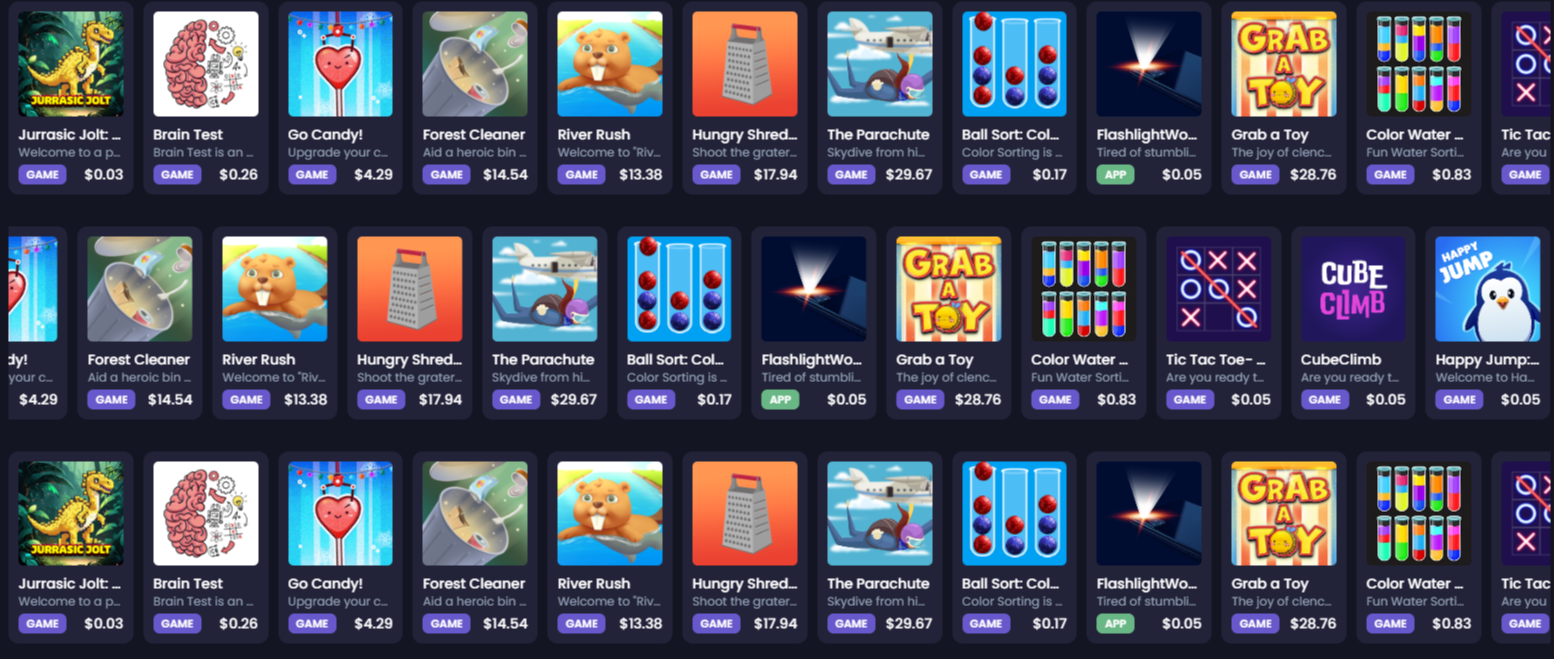 JURRASIC JOLT
GRAB
A
TOY
Jurrasic Jolt: ...
Brain Test
Go Candy!
Forest Cleaner
River Rush
Hungry Shred...
The Parachute
Ball Sort: Col...
FlashlightWo...
Grab a Toy
Color Water ...
Tic Tac
Welcome to a p...
Brain Test is an ...
Upgrade your c...
Aid a heroic bin ...
Welcome to "Riv...
Shoot the grater...
Skydive from hi...
Color Sorting is ...
Tired of stumbli...
The joy of clenc...
Fun Water Sorti...
Are you
GAME $0.03
GAME $0.26
GAME $4.29
GAME $14.54
GAME $13.38
GAME $17.94
GAME $29.67
GAME $0.17
APP $0.05
GAME $28.76
GAME $0.83
GAME
GRAB
A
TOY
CUBE
CLIMB
HAPPY
JUMP
dy!
Forest Cleaner
River Rush
Hungry Shred...
The Parachute
Ball Sort: Col...
FlashlightWo...
Grab a Toy
Color Water ...
Tic Tac Toe- ...
CubeClimb
Happy Jump:...
your c...
Aid a heroic bin ...
Welcome to "Riv...
Shoot the grater...
Skydive from hi...
Color Sorting is ...
Tired of stumbli...
The joy of clenc...
Fun Water Sorti...
Are you ready t...
Are you ready t...
Welcome to Ha...
$4.29
GAME $14.54
GAME $13.38
GAME $17.94
GAME $29.67
GAME $0.17
APP $0.05
GAME $28.76
GAME $0.83
GAME $0.05
GAME $0.05
GAME $0.05
JURRASIC JOLT
GRAB
A
TOY
Jurrasic Jolt: ...
Brain Test
Go Candy!
Forest Cleaner
River Rush
Hungry Shred...
The Parachute
Ball Sort: Col...
FlashlightWo...
Grab a Toy
Color Water ...
Tic Tac
Welcome to a p...
Brain Test is an ...
Upgrade your c...
Aid a heroic bin ...
Welcome to "Riv...
Shoot the grater...
Skydive from hi...
Color Sorting is ...
Tired of stumbli...
The joy of clenc...
Fun Water Sorti...
Are you
GAME $0.03
GAME $0.26
GAME $4.29
GAME $14.54
GAME $13.38
GAME $17.94
GAME $29.67
GAME $0.17
APP $0.05
GAME $28.76
GAME $0.83
GAME